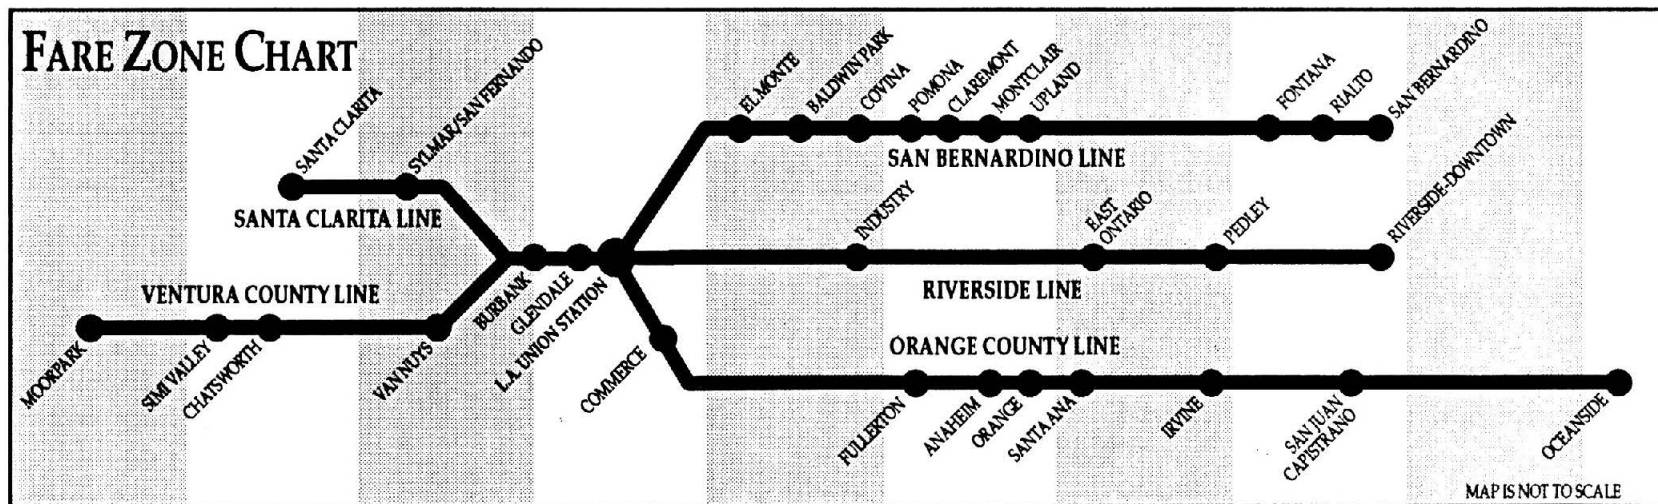 FARE ZONE CHART
SANTA CLARITA
SYLMAR/SAN FERNANDO
EL MONTE
BALDWIN PARK
COVINA
POMONA
CLAREMONT
MONTCLAIR
UPLAND
FONTANA
RIALTO
SAN BERNARDINO
SAN BERNARDINO LINE
SANTA CLARITA LINE
INDUSTRY
EAST
ONTARIO
PEDLEY
RIVERSIDE-DOWNTOWN
VENTURA COUNTY LINE
RIVERSIDE LINE
MOORPARK
SIMI VALLEY
CHATSWORTH
VAN NUYS
BURBANK
GLENDALE
L.A. UNION STATION
COMMERCE
ORANGE COUNTY LINE
FULLERTON
ANAHEIM
ORANGE
SANTA ANA
IRVINE
SAN JUAN
CAPISTRANO
OCEANSIDE
MAP IS NOT TO SCALE